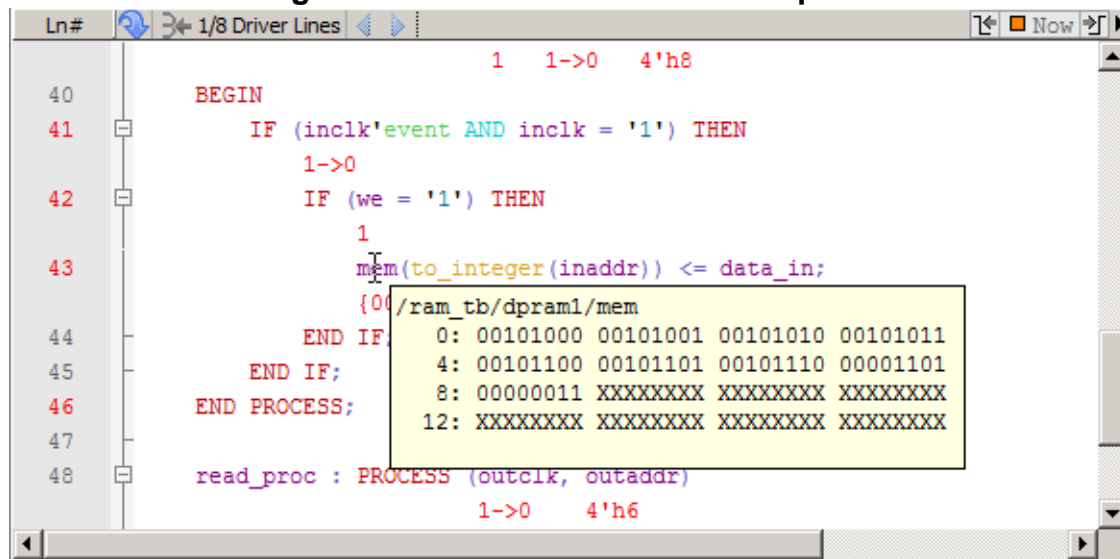 Ln# 1/8 Driver Lines Now
1 1->0 4'h8
40 BEGIN
41 IF (inclk'event AND inclk = '1') THEN
1->0
42 IF (we = '1') THEN
1
43 mem(to_integer(inaddr)) <= data_in;
{00
/ram_tb/dpram1/mem
44 END IF;
0: 00101000 00101001 00101010 00101011
45 END IF;
4: 00101100 00101101 00101110 00001101
8: 00000011 XXXXXXXX XXXXXXXX XXXXXXXX
46 END PROCESS;
12: XXXXXXXX XXXXXXXX XXXXXXXX XXXXXXXX
47
48 read_proc : PROCESS (outclk, outaddr)
1->0 4'h6